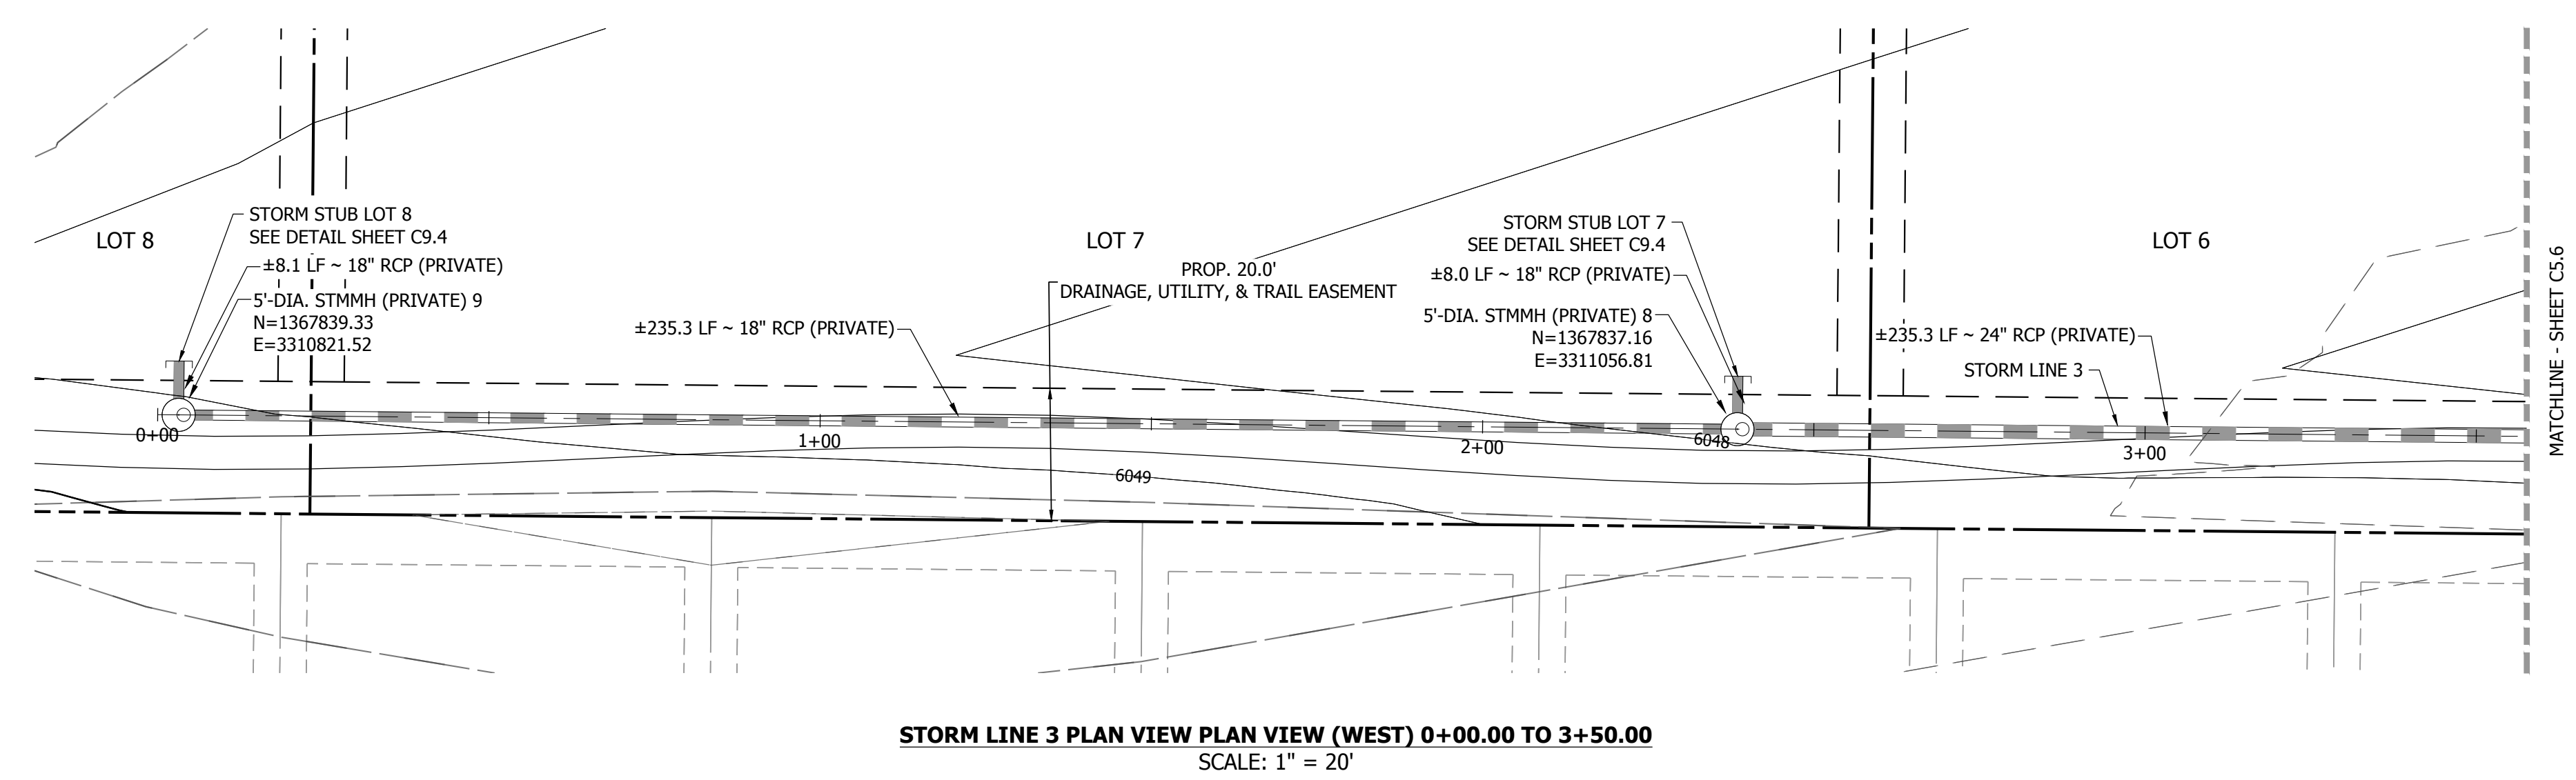 STORM STUB LOT 8
SEE DETAIL SHEET C9.4
LOT 8
±8.1 LF ~ 18" RCP (PRIVATE)
5'-DIA. STMMH (PRIVATE) 9
N=1367839.33
E=3310821.52
±235.3 LF ~ 18" RCP (PRIVATE)
LOT 7
PROP. 20.0'
DRAINAGE, UTILITY, & TRAIL EASEMENT
STORM STUB LOT 7
SEE DETAIL SHEET C9.4
±8.0 LF ~ 18" RCP (PRIVATE)
5'-DIA. STMMH (PRIVATE) 8
N=1367837.16
E=3311056.81
LOT 6
±235.3 LF ~ 24" RCP (PRIVATE)
STORM LINE 3
MATCHLINE - SHEET C5.6
0+00
1+00
2+00
6048
3+00
6049
STORM LINE 3 PLAN VIEW PLAN VIEW (WEST) 0+00.00 TO 3+50.00
SCALE: 1" = 20'